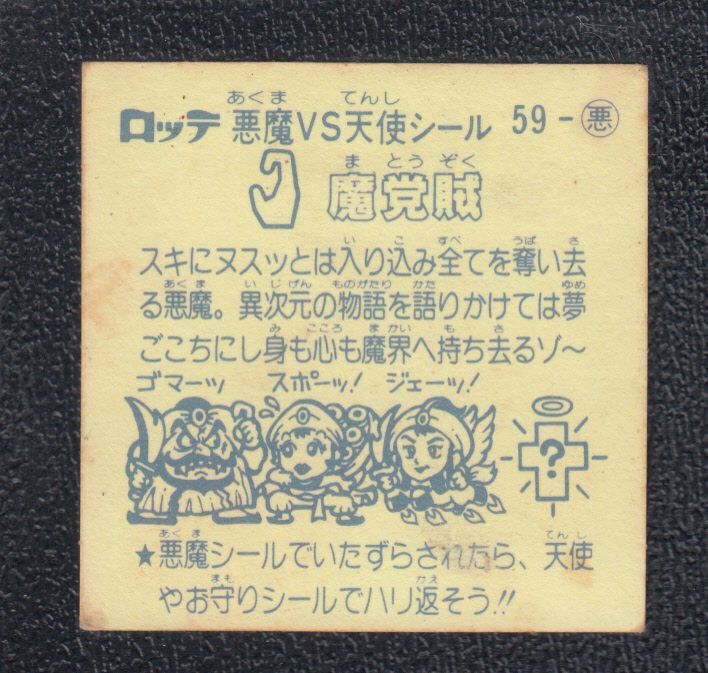 ロッテ 悪魔VS天使シール 59-悪
あくま てんし
魔党賊
ま とう ぞく
スキにヌスッとは入り込み全てを奪い去
い こ すべ うば さ
る悪魔。異次元の物語を語りかけては夢
あくま いじげん ものがたり かた ゆめ
ごこちにし身も心も魔界へ持ち去るゾ〜
み こころ まかい も さ
ゴマーッ スポーッ! ジェーッ!
?
★悪魔シールでいたずらされたら、天使
あくま てんし
やお守りシールでハリ返そう!!
まも かえ